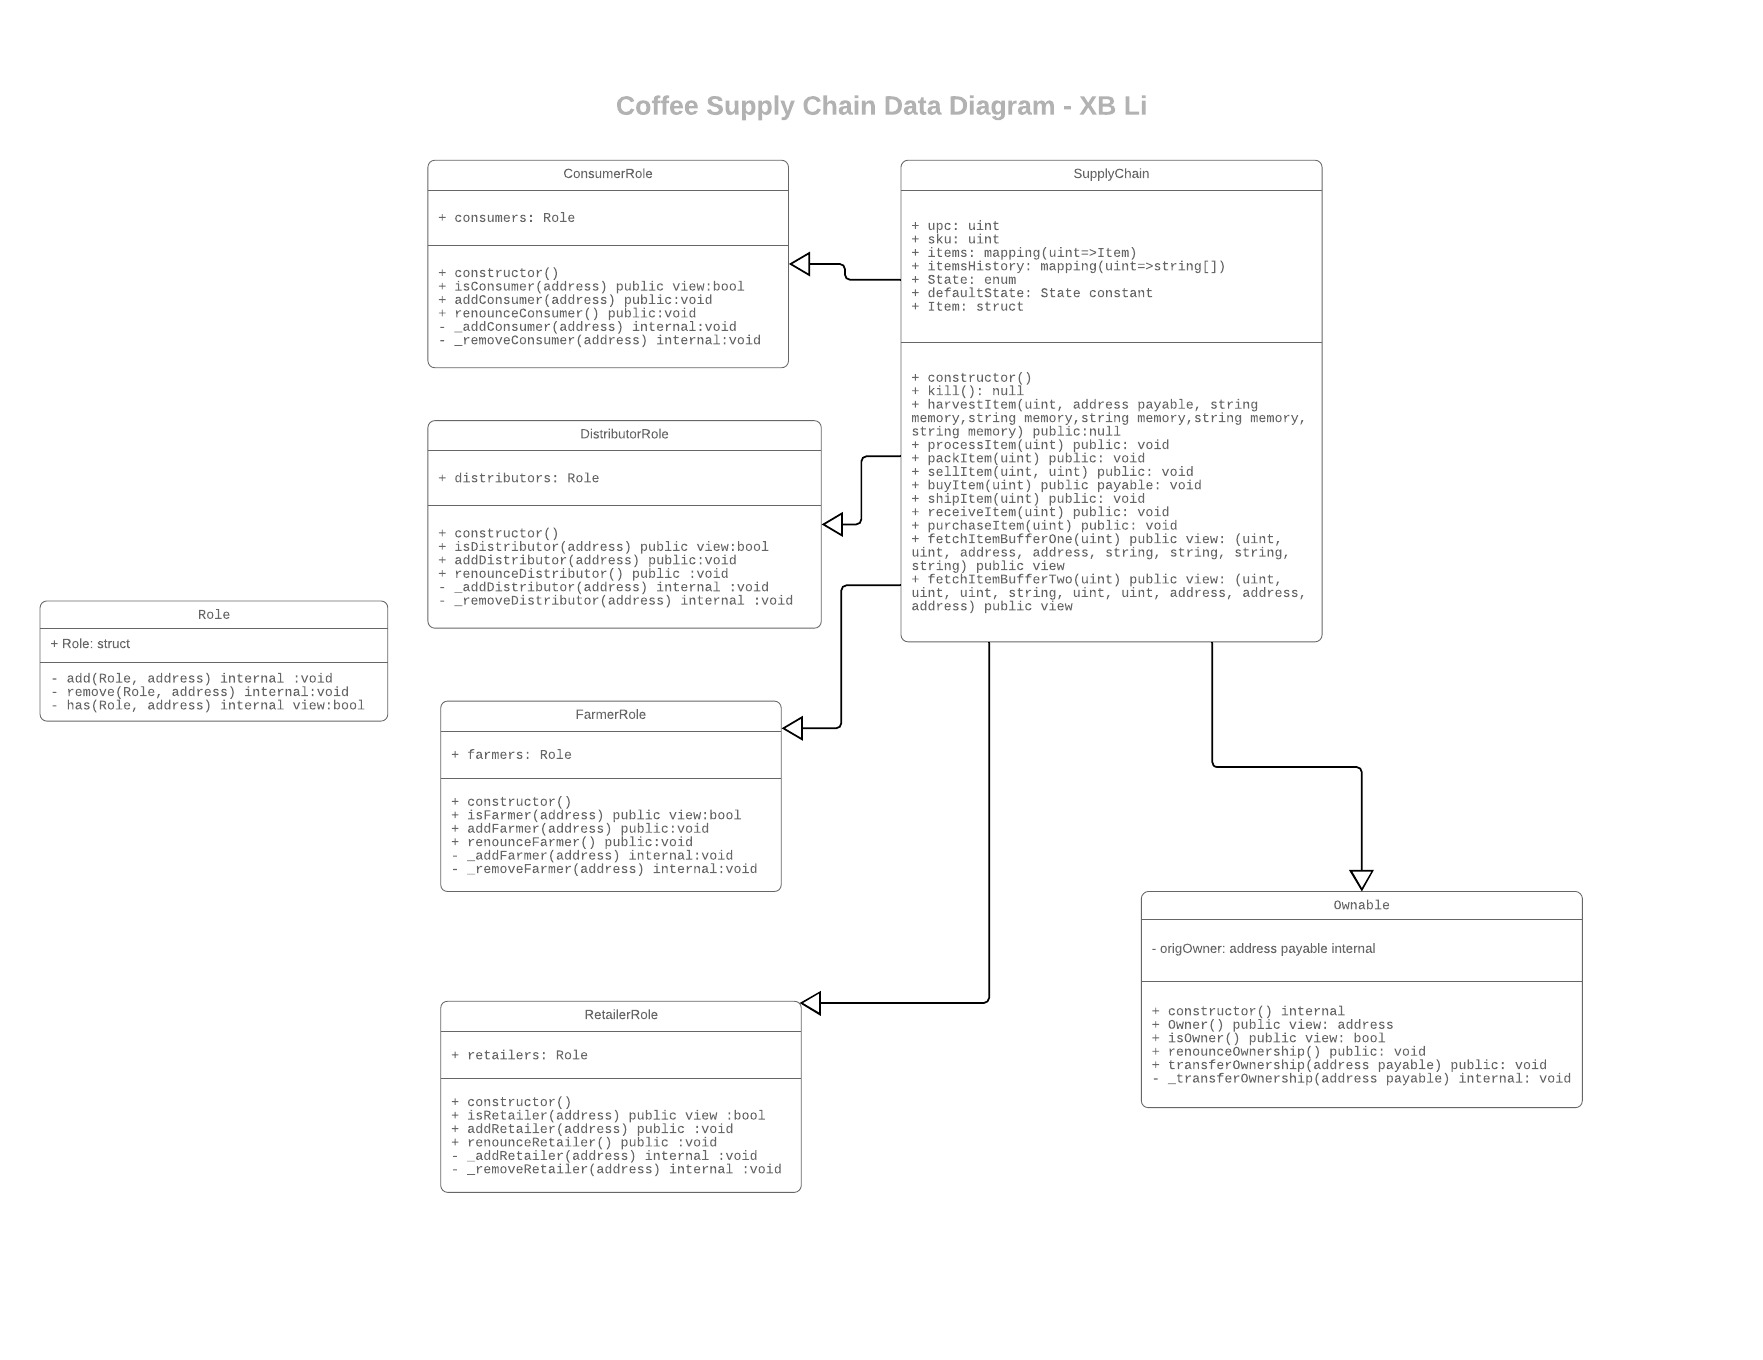 Coffee Supply Chain Data Diagram - XB Li
ConsumerRole
+ consumers: Role
+ constructor()
+ isConsumer(address) public view:bool
+ addConsumer(address) public:void
+ renounceConsumer() public:void
- _addConsumer(address) internal:void
- _removeConsumer(address) internal:void
SupplyChain
+ upc: uint
+ sku: uint
+ items: mapping(uint=>Item)
+ itemsHistory: mapping(uint=>string[])
+ State: enum
+ defaultState: State constant
+ Item: struct
+ constructor()
+ kill(): null
+ harvestItem(uint, address payable, string
memory,string memory,string memory,string memory,
string memory) public:null
+ processItem(uint) public: void
+ packItem(uint) public: void
+ sellItem(uint, uint) public: void
+ buyItem(uint) public payable: void
+ shipItem(uint) public: void
+ receiveItem(uint) public: void
+ purchaseItem(uint) public: void
+ fetchItemBufferOne(uint) public view: (uint,
uint, address, address, string, string, string,
string) public view
+ fetchItemBufferTwo(uint) public view: (uint,
uint, uint, string, uint, uint, address, address,
address) public view
DistributorRole
+ distributors: Role
+ constructor()
+ isDistributor(address) public view:bool
+ addDistributor(address) public:void
+ renounceDistributor() public :void
- _addDistributor(address) internal :void
- _removeDistributor(address) internal :void
Role
+ Role: struct
- add(Role, address) internal :void
- remove(Role, address) internal:void
- has(Role, address) internal view:bool
FarmerRole
+ farmers: Role
+ constructor()
+ isFarmer(address) public view:bool
+ addFarmer(address) public:void
+ renounceFarmer() public:void
- _addFarmer(address) internal:void
- _removeFarmer(address) internal:void
Ownable
- origOwner: address payable internal
+ constructor() internal
+ Owner() public view: address
+ isOwner() public view: bool
+ renounceOwnership() public: void
+ transferOwnership(address payable) public: void
- _transferOwnership(address payable) internal: void
RetailerRole
+ retailers: Role
+ constructor()
+ isRetailer(address) public view :bool
+ addRetailer(address) public :void
+ renounceRetailer() public :void
- _addRetailer(address) internal :void
- _removeRetailer(address) internal :void